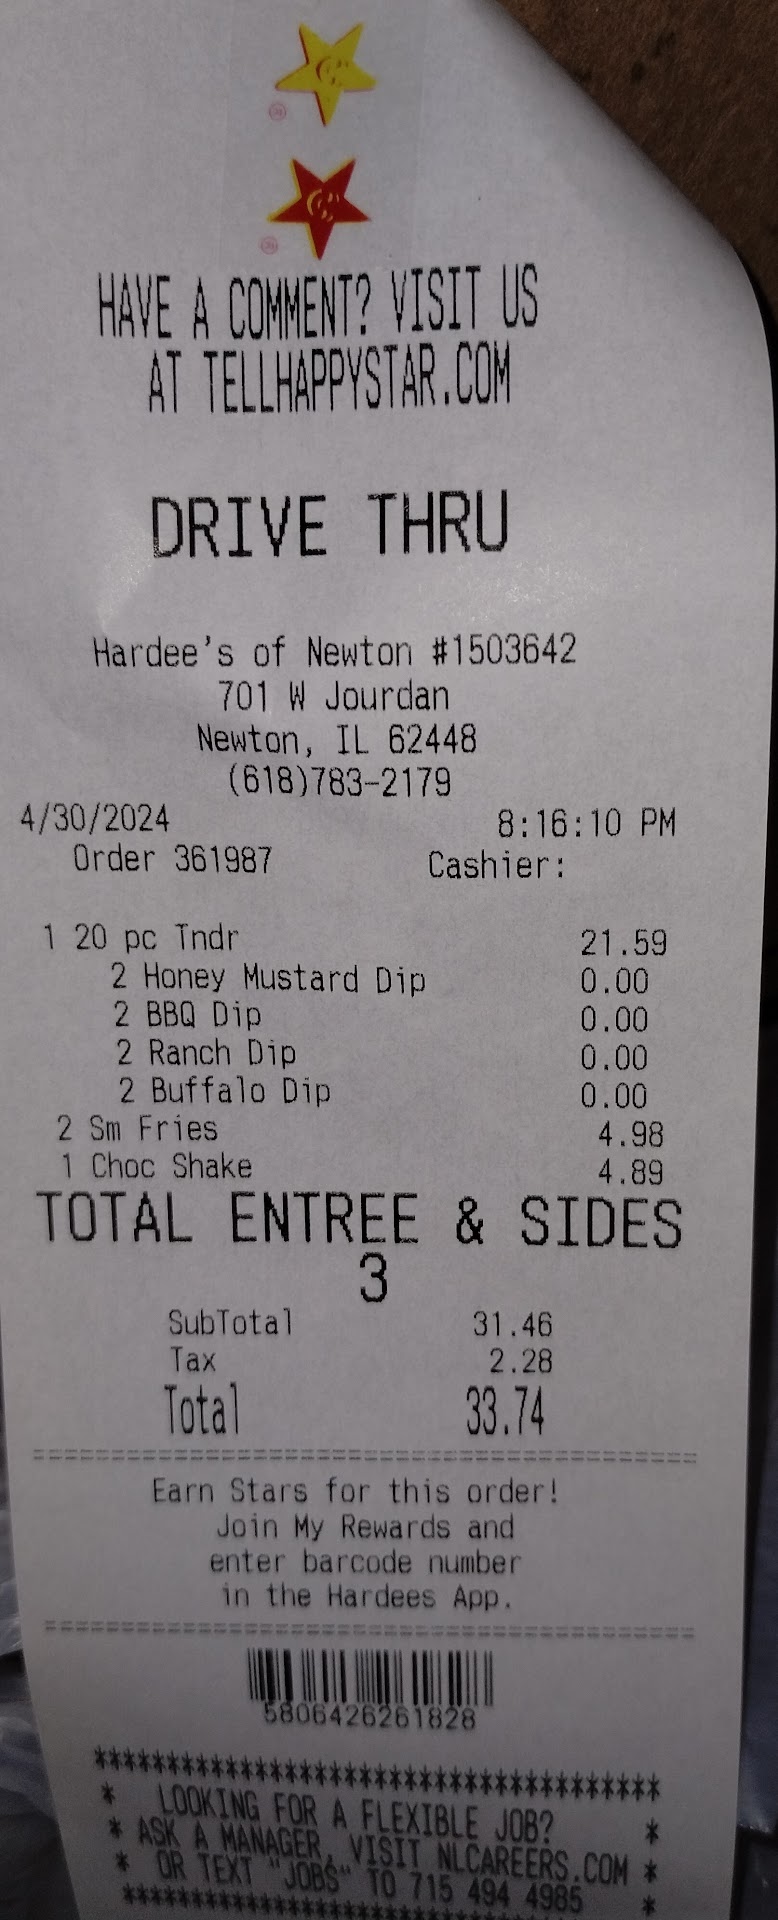 HAVE A COMMENT? VISIT US
AT TELLHAPPYSTAR.COM
DRIVE THRU
Hardee's of Newton #1503642
701 W Jourdan
Newton, IL 62448
(618)783-2179
4/30/2024 8:16:10 PM
Order 361987 Cashier:
1 20 pc Tndr 21.59
2 Honey Mustard Dip 0.00
2 BBQ Dip 0.00
2 Ranch Dip 0.00
2 Buffalo Dip 0.00
2 Sm Fries 4.98
1 Choc Shake 4.89
TOTAL ENTREE & SIDES
3
SubTotal 31.46
Tax 2.28
Total 33.74
========================================
Earn Stars for this order!
Join My Rewards and
enter barcode number
in the Hardees App.
========================================
5806426261828
****************************************
* LOOKING FOR A FLEXIBLE JOB? *
* ASK A MANAGER, VISIT NLCAREERS.COM *
* OR TEXT "JOBS" TO 715 494 4985 *
****************************************